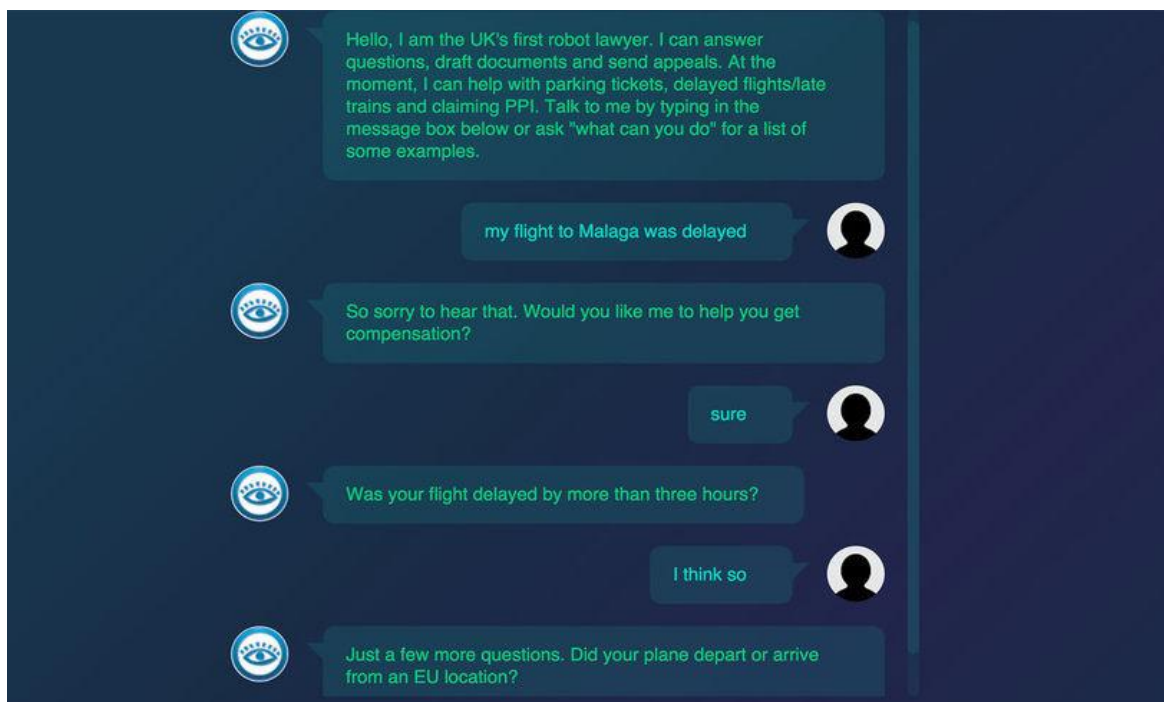 Hello, I am the UK's first robot lawyer. I can answer
questions, draft documents and send appeals. At the
moment, I can help with parking tickets, delayed flights/late
trains and claiming PPI. Talk to me by typing in the
message box below or ask "what can you do" for a list of
some examples.
my flight to Malaga was delayed
So sorry to hear that. Would you like me to help you get
compensation?
sure
Was your flight delayed by more than three hours?
I think so
Just a few more questions. Did your plane depart or arrive
from an EU location?